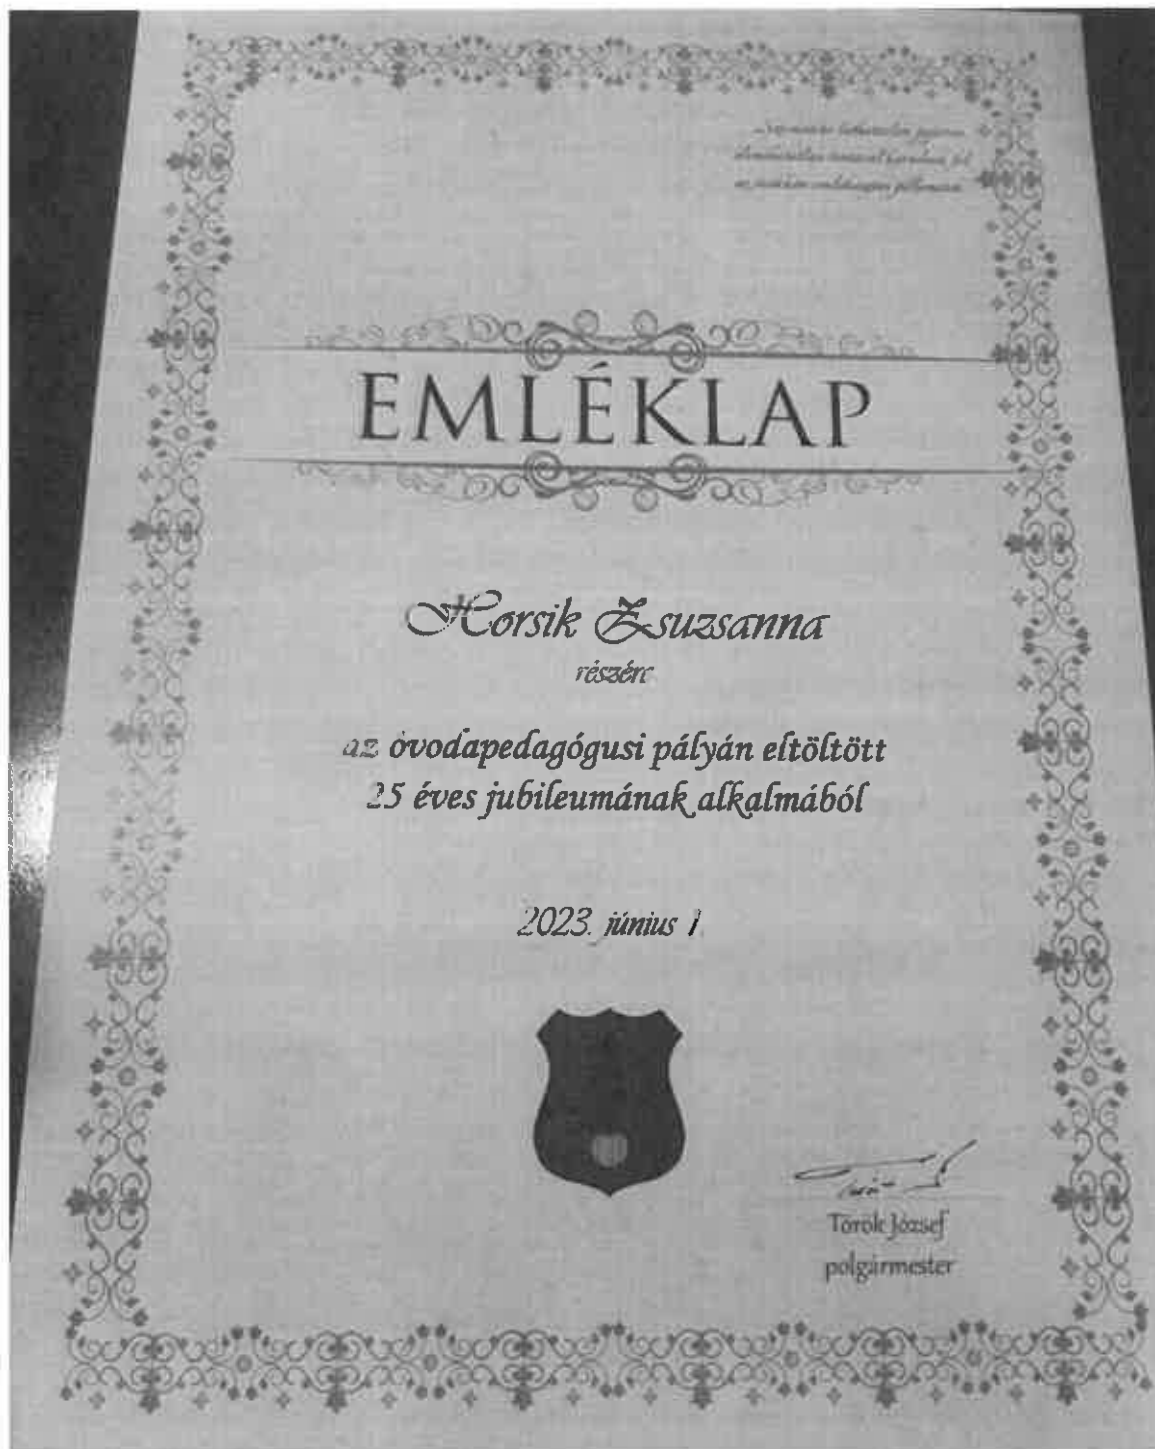 EMLÉKLAP
Horsik Zsuzsanna
részére
az óvodapedagógusi pályán eltöltött
25 éves jubileumának alkalmából
2023. június 1
Török József
polgármester